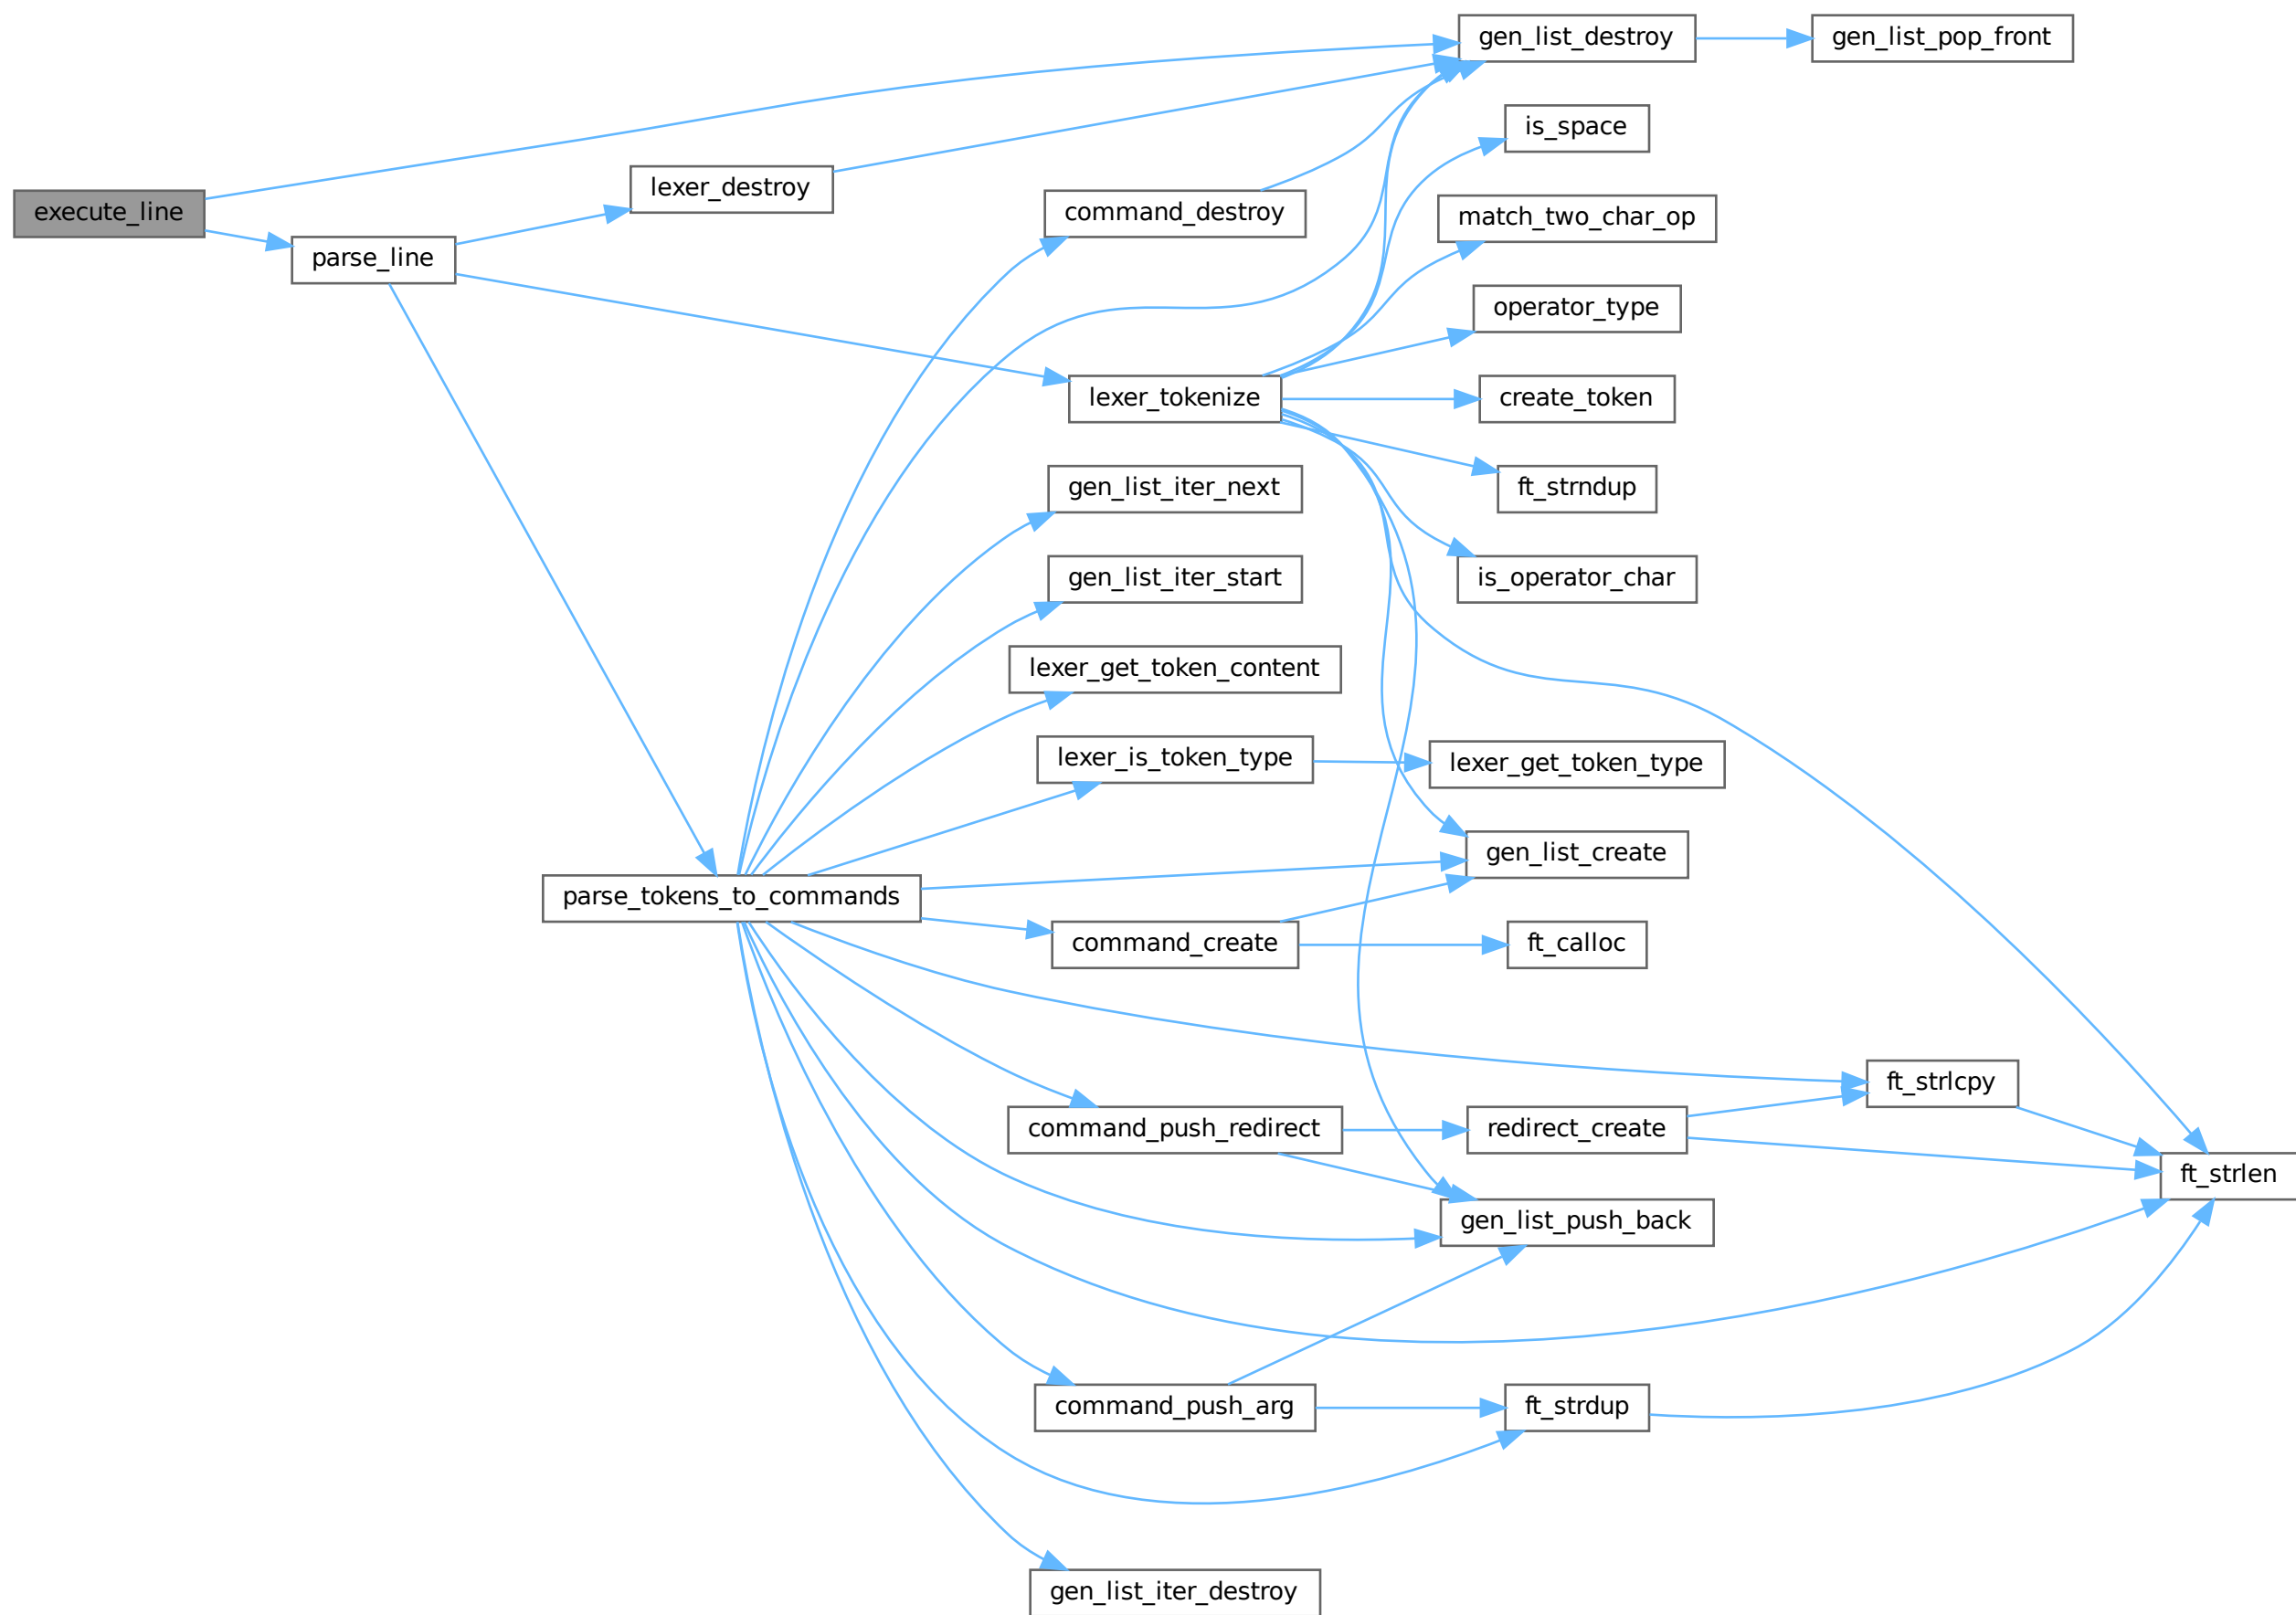 execute_line
parse_line
lexer_destroy
parse_tokens_to_commands
command_destroy
lexer_tokenize
gen_list_iter_next
gen_list_iter_start
lexer_get_token_content
lexer_is_token_type
command_create
command_push_redirect
command_push_arg
gen_list_iter_destroy
gen_list_destroy
is_space
match_two_char_op
operator_type
create_token
ft_strndup
is_operator_char
lexer_get_token_type
gen_list_create
ft_calloc
redirect_create
gen_list_push_back
ft_strdup
gen_list_pop_front
ft_strlcpy
ft_strlen